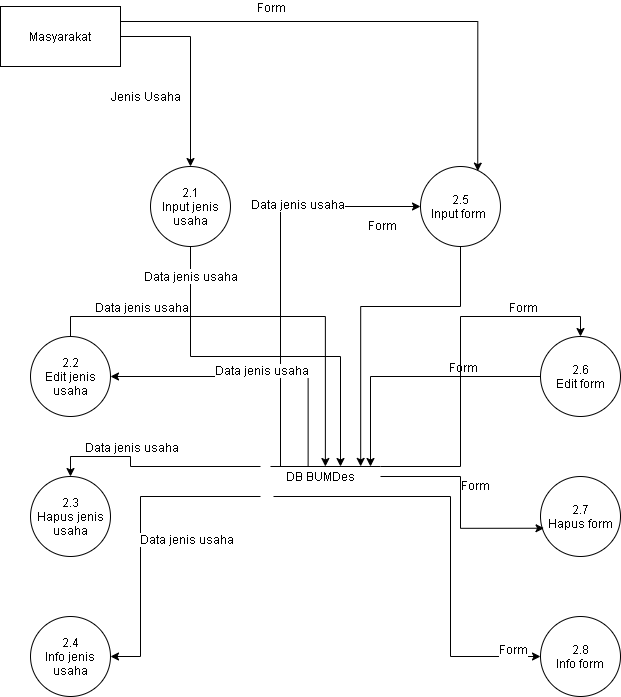 Form
Masyarakat
Jenis Usaha
2.1
Input jenis
usaha
Data jenis usaha
2.5
Input form
Form
Data jenis usaha
Data jenis usaha
Form
2.2
Edit jenis
usaha
Data jenis usaha
Form
2.6
Edit form
Data jenis usaha
DB BUMDes
Form
2.3
Hapus jenis
usaha
2.7
Hapus form
Data jenis usaha
2.4
Info jenis
usaha
Form
2.8
Info form